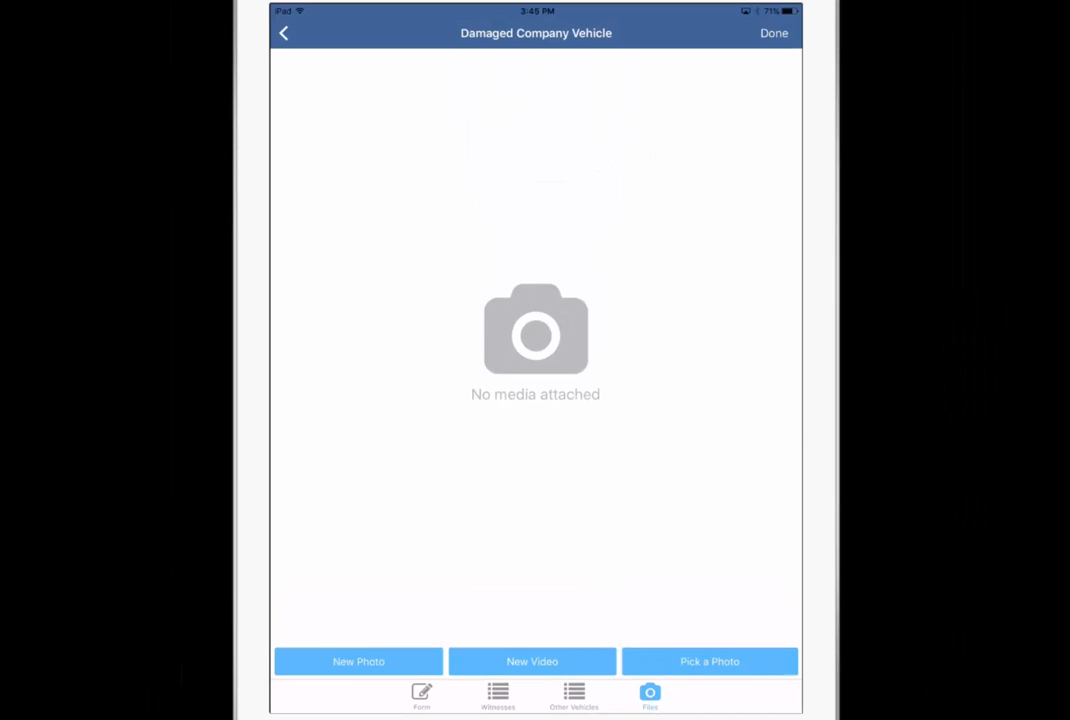 iPad 3:45 PM 71%
Damaged Company Vehicle Done
No media attached
New Photo New Video Pick a Photo
Form Witnesses Other Vehicles Files